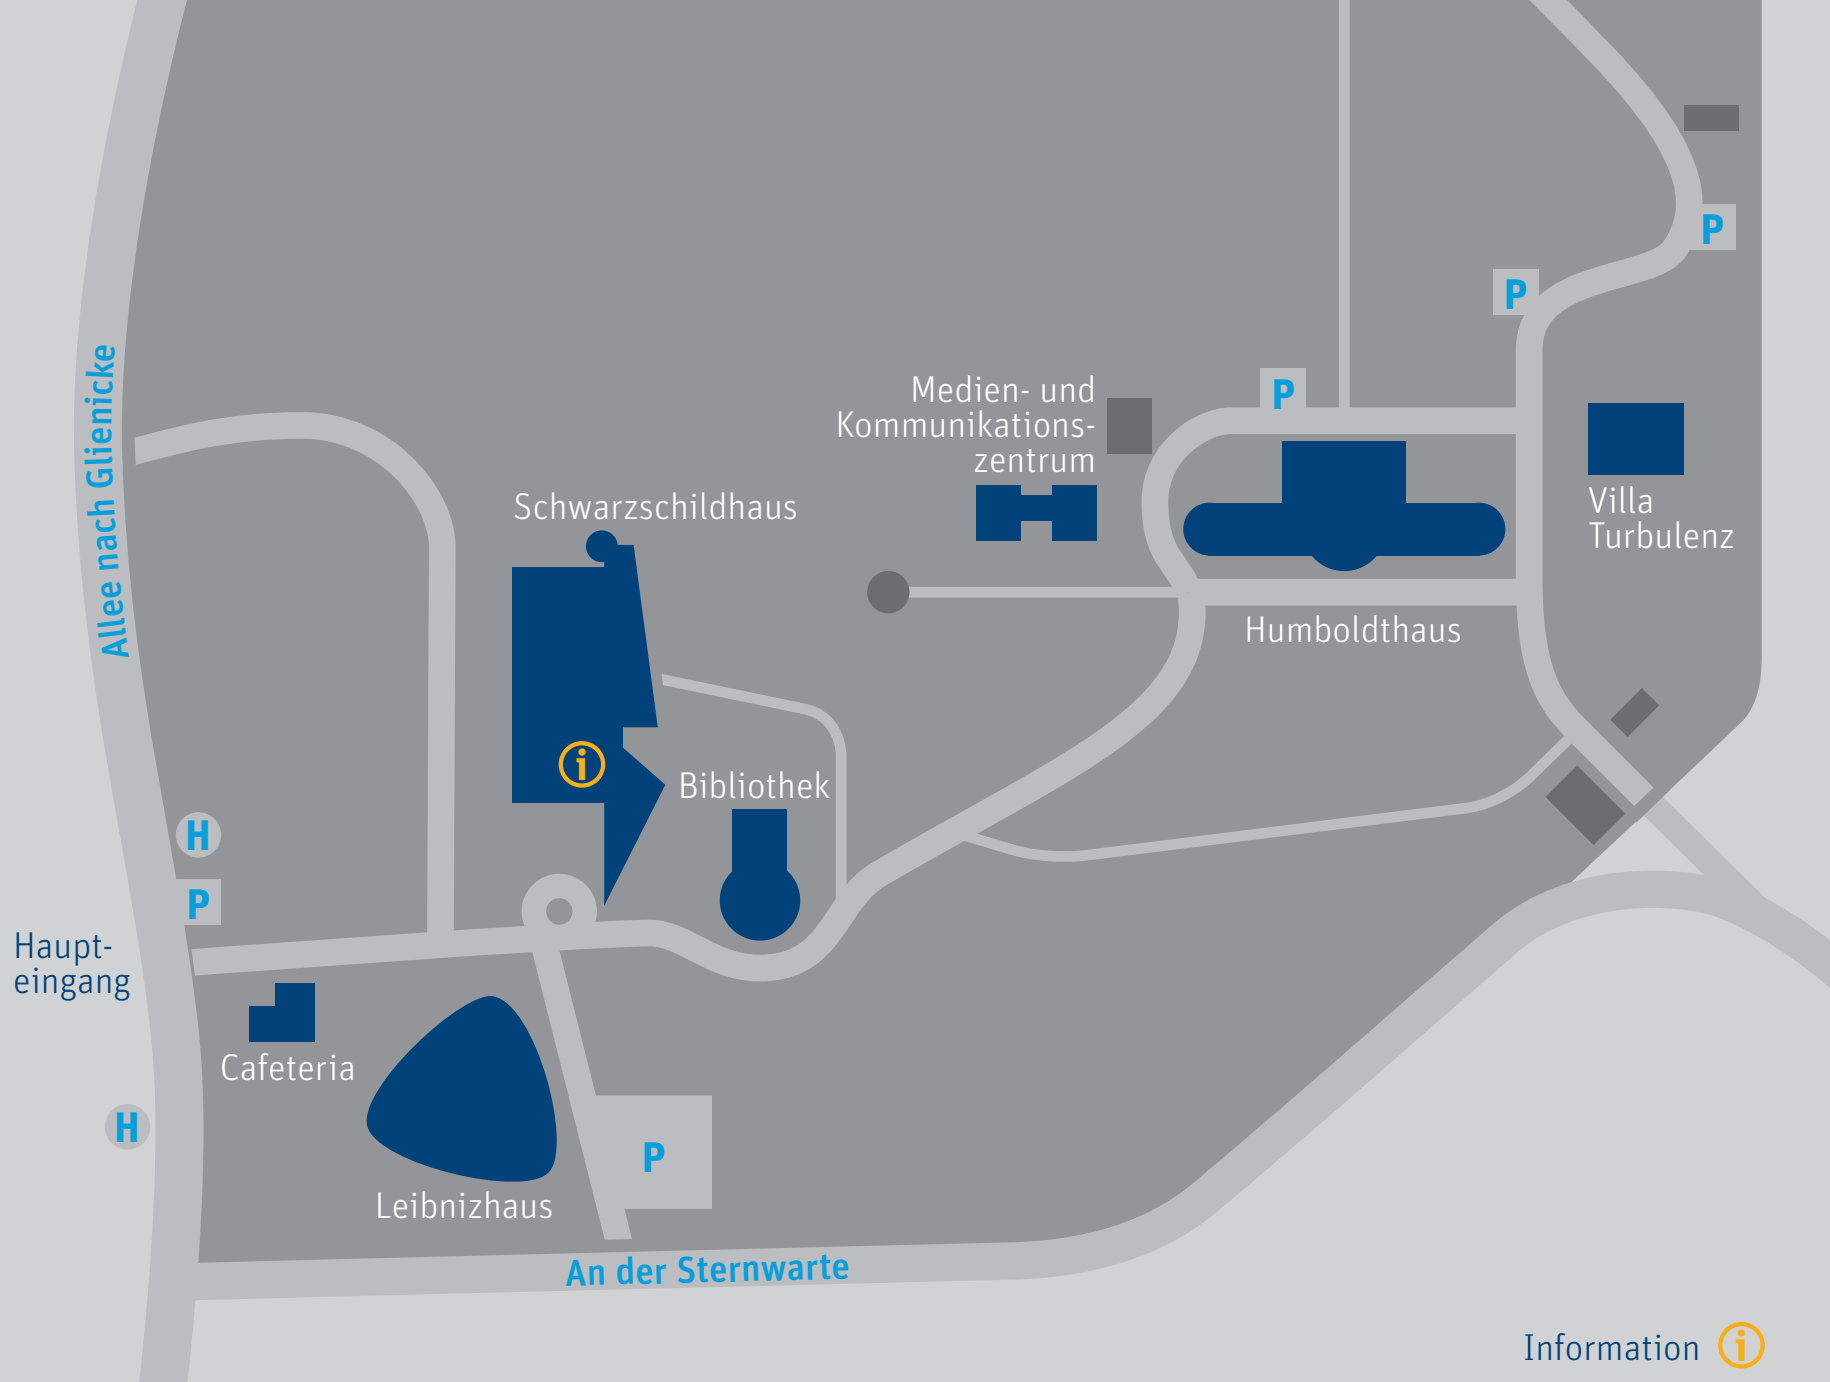 P
P
Allee nach Glienicke
Medien- und
Kommunikations-
zentrum
P
Villa
Turbulenz
Schwarzschildhaus
Humboldthaus
i
Bibliothek
H
P
Haupt-
eingang
Cafeteria
H
P
Leibnizhaus
An der Sternwarte
Information i